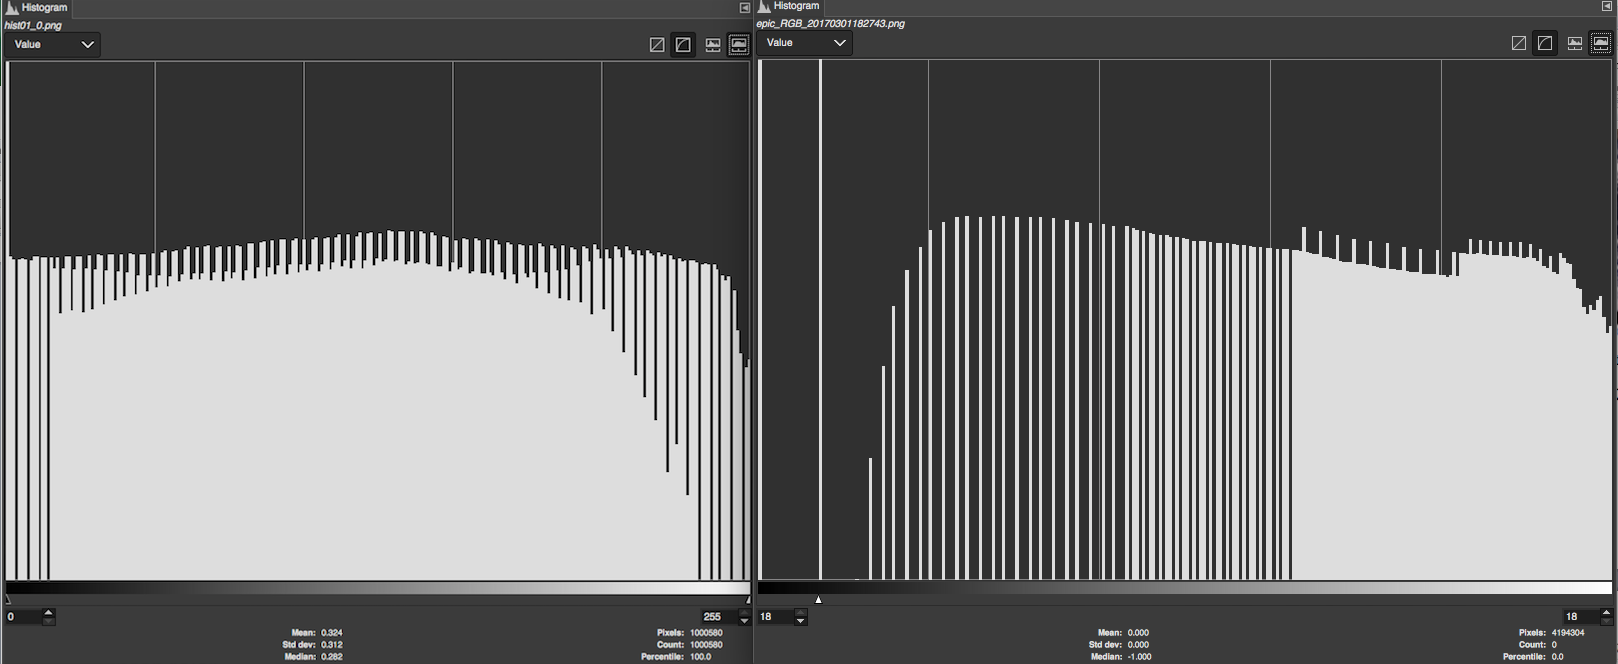 Histogram
hist01_0.png
Value
0
255
Mean: 0.324
Std dev: 0.312
Median: 0.282
Pixels: 1000580
Count: 1000580
Percentile: 100.0
Histogram
epic_RGB_20170301182743.png
Value
18
18
Mean: 0.000
Std dev: 0.000
Median: -1.000
Pixels: 4194304
Count: 0
Percentile: 0.0